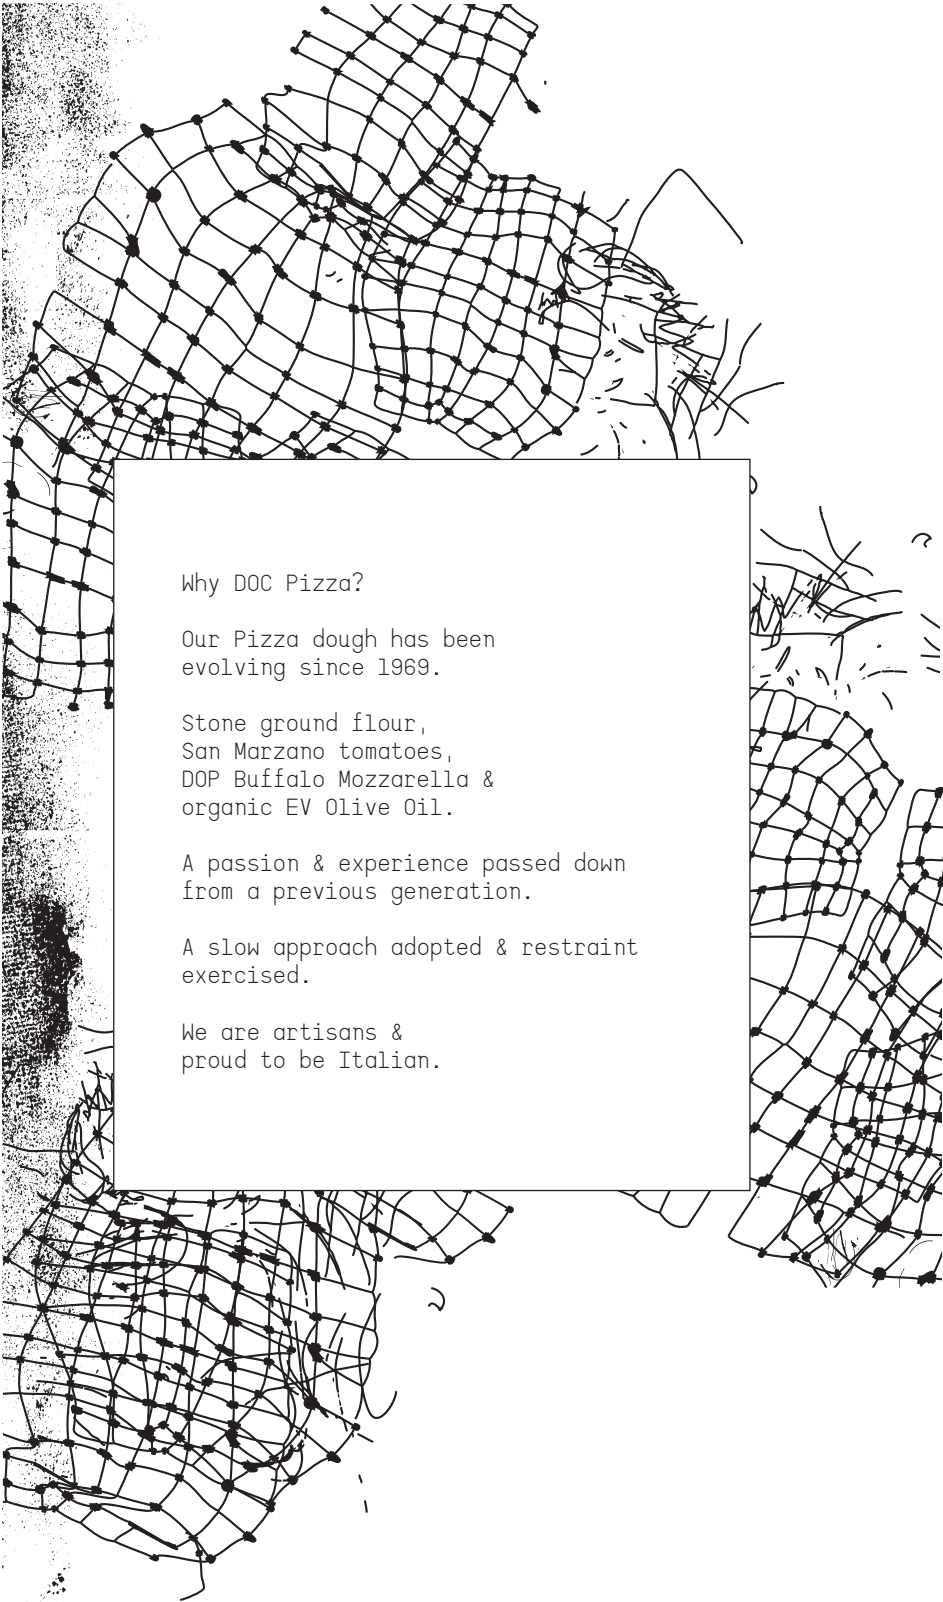 Why DOC Pizza?
Our Pizza dough has been
evolving since 1969.
Stone ground flour,
San Marzano tomatoes,
DOP Buffalo Mozzarella &
organic EV Olive Oil.
A passion & experience passed down
from a previous generation.
A slow approach adopted & restraint
exercised.
We are artisans &
proud to be Italian.